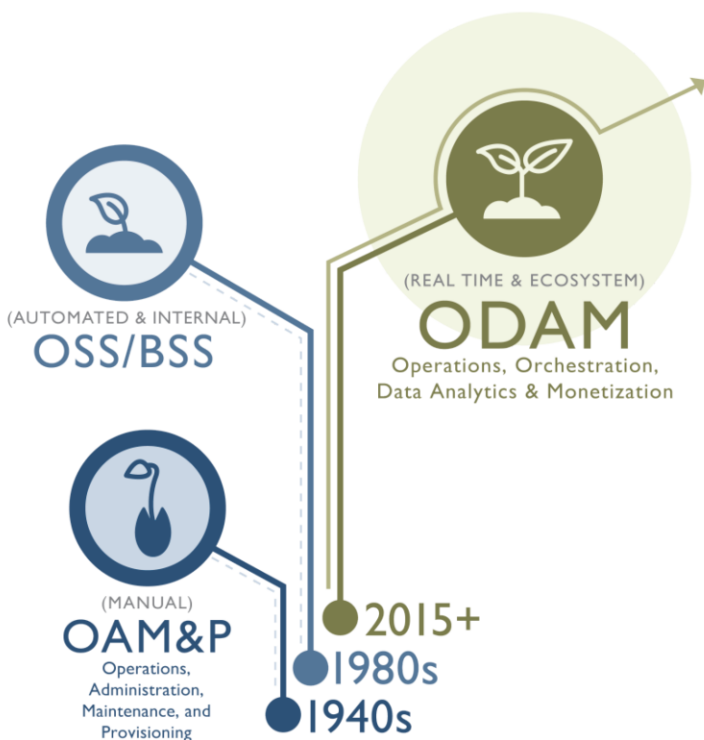 (REAL TIME & ECOSYSTEM)
ODAM
Operations, Orchestration,
Data Analytics & Monetization
(AUTOMATED & INTERNAL)
OSS/BSS
(MANUAL)
OAM&P
Operations,
Administration,
Maintenance, and
Provisioning
2015+
1980s
1940s